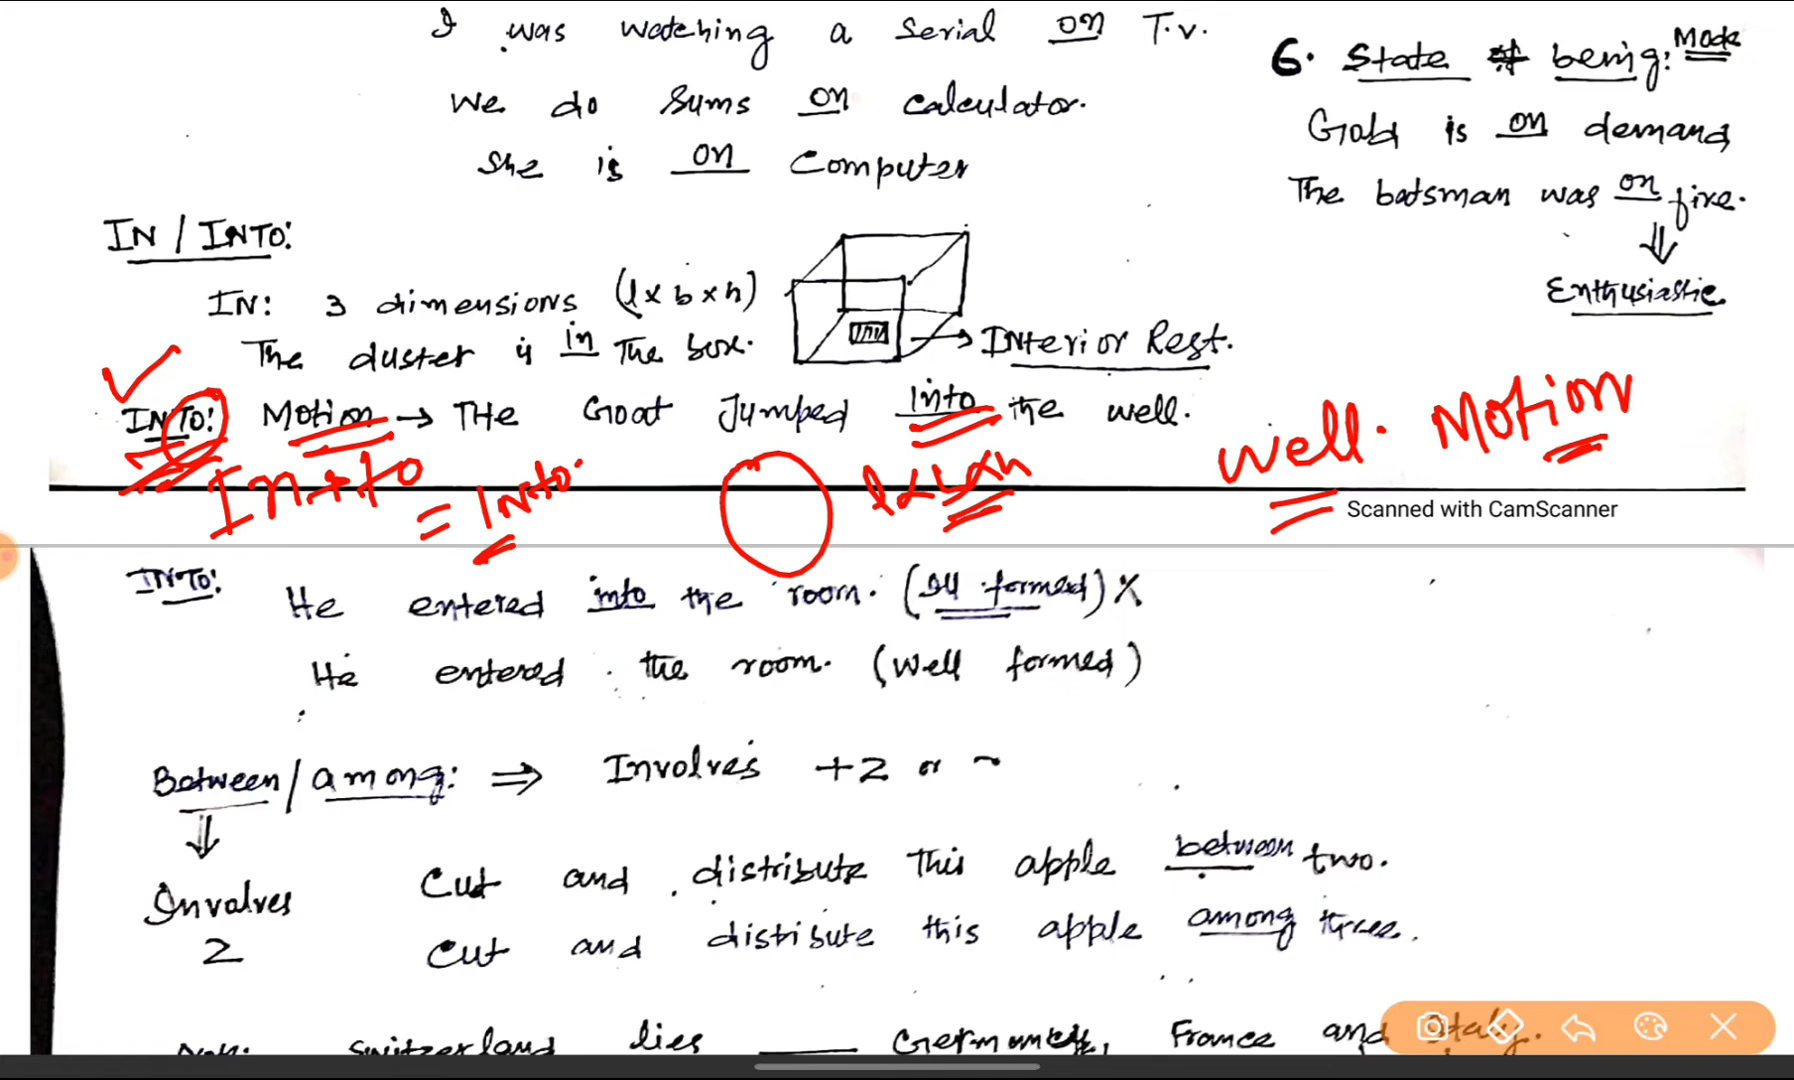 I was watching a serial on T.V.
We do sums on calculator.
She is on Computer
6. State of being: Mode
Gold is on demand
The batsman was on fire.
Enthusiastic
IN / INTO:
IN: 3 dimensions (l x b x h)
The duster is in The box.
Interior Rest.
INTO: Motion → THe Goat Jumped into the well.
In + to = Into.
l x b x h
Well. Motion
Scanned with CamScanner
INTO: He entered into the room. (Ill formed) X
He entered the room. (Well formed)
Between / among: ⇒ Involves +2 or ~
Involves 2
Cut and distribute This apple between two.
Cut and distribute this apple among three.
Switzerland lies ____ Germany, France and Italy.